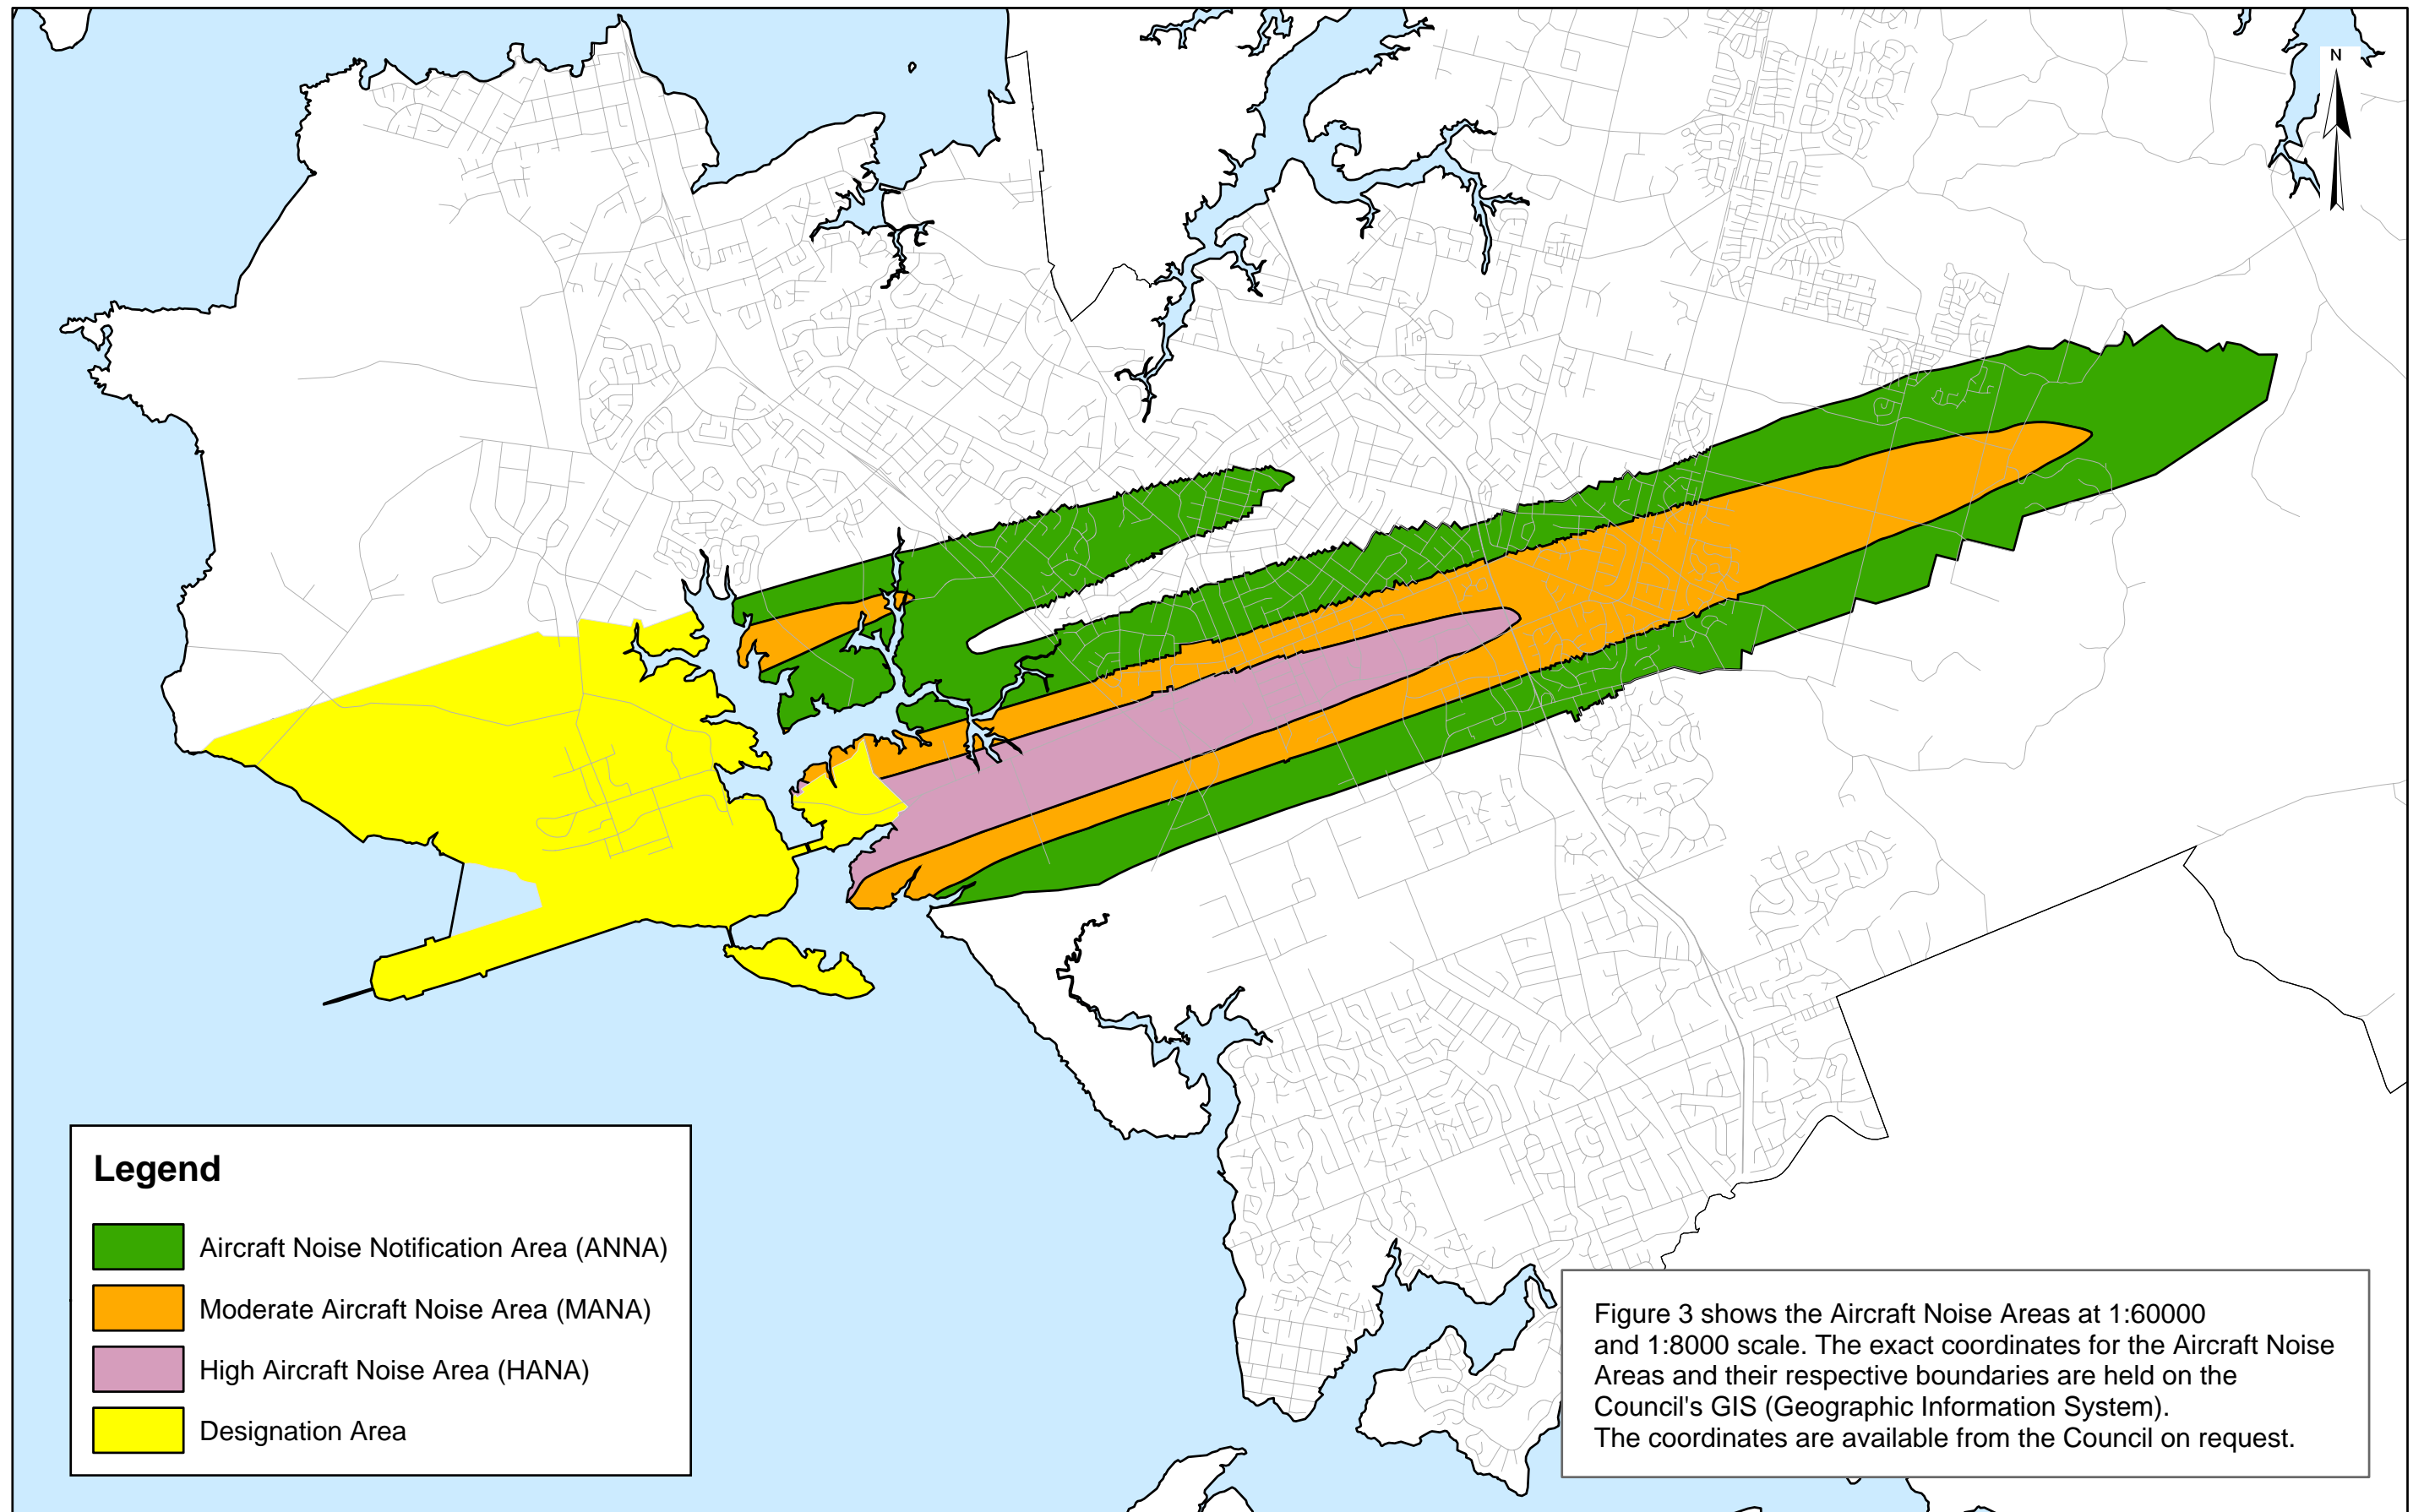 N
Legend
Aircraft Noise Notification Area (ANNA)
Moderate Aircraft Noise Area (MANA)
High Aircraft Noise Area (HANA)
Designation Area
Figure 3 shows the Aircraft Noise Areas at 1:60000
and 1:8000 scale. The exact coordinates for the Aircraft Noise
Areas and their respective boundaries are held on the
Council's GIS (Geographic Information System).
The coordinates are available from the Council on request.